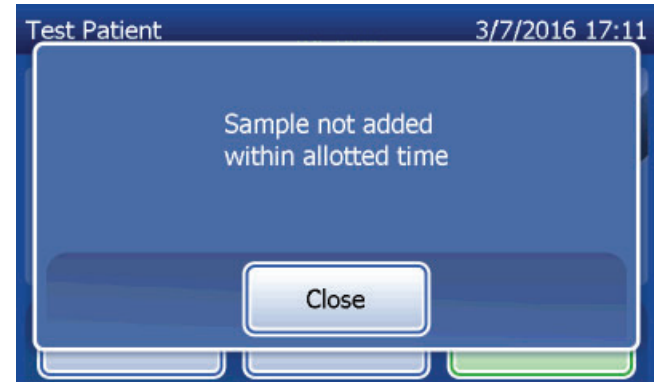 Test Patient 3/7/2016 17:11
Sample not added
within allotted time
Close